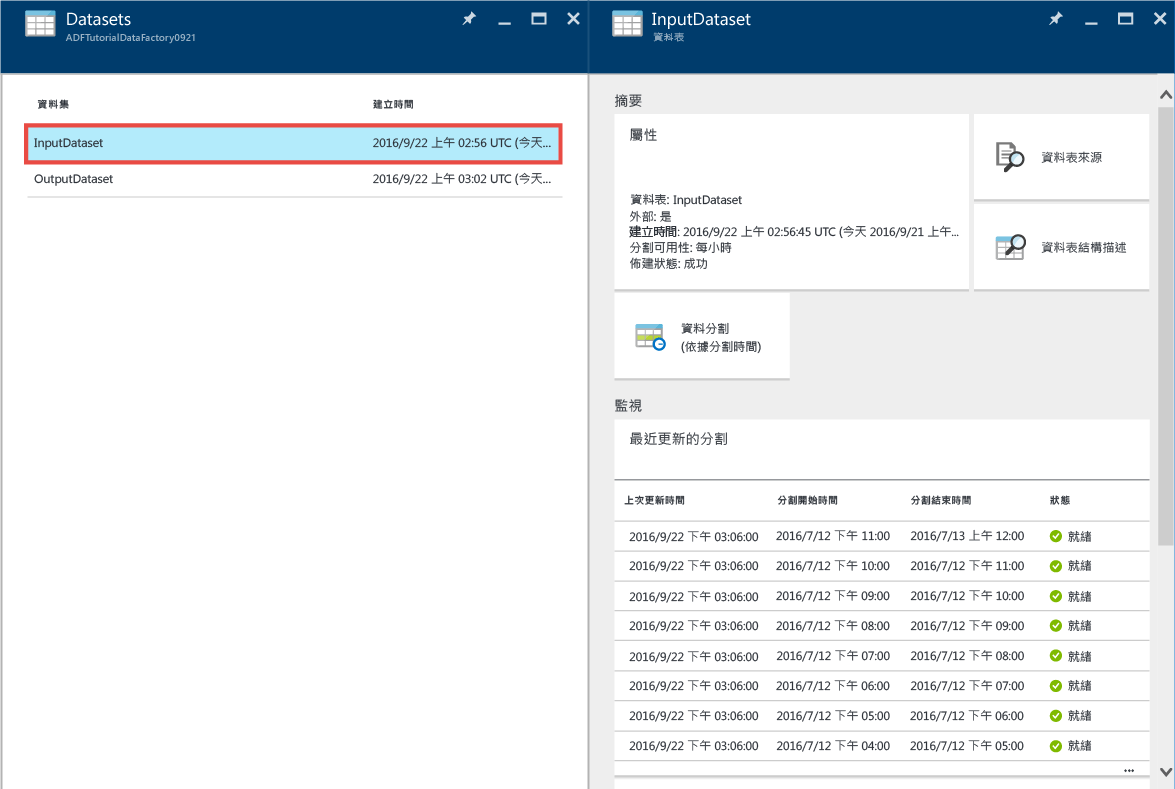 Datasets
ADFTutorialDataFactory0921
資料集 建立時間
InputDataset 2016/9/22 上午 02:56 UTC (今天...
OutputDataset 2016/9/22 上午 03:02 UTC (今天...
InputDataset
資料表
摘要
屬性
資料表: InputDataset
外部: 是
建立時間: 2016/9/22 上午 02:56:45 UTC (今天 2016/9/21 上午...
分割可用性: 每小時
佈建狀態: 成功
資料表來源
資料表結構描述
資料分割
(依據分割時間)
監視
最近更新的分割
上次更新時間 分割開始時間 分割結束時間 狀態
2016/9/22 下午 03:06:00 2016/7/12 下午 11:00 2016/7/13 上午 12:00 就緒
2016/9/22 下午 03:06:00 2016/7/12 下午 10:00 2016/7/12 下午 11:00 就緒
2016/9/22 下午 03:06:00 2016/7/12 下午 09:00 2016/7/12 下午 10:00 就緒
2016/9/22 下午 03:06:00 2016/7/12 下午 08:00 2016/7/12 下午 09:00 就緒
2016/9/22 下午 03:06:00 2016/7/12 下午 07:00 2016/7/12 下午 08:00 就緒
2016/9/22 下午 03:06:00 2016/7/12 下午 06:00 2016/7/12 下午 07:00 就緒
2016/9/22 下午 03:06:00 2016/7/12 下午 05:00 2016/7/12 下午 06:00 就緒
2016/9/22 下午 03:06:00 2016/7/12 下午 04:00 2016/7/12 下午 05:00 就緒